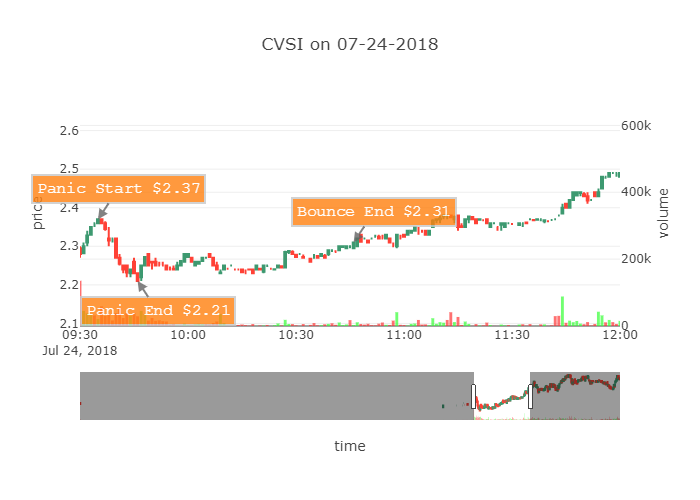 CVSI on 07-24-2018
2.6
2.5
2.4
2.3
2.2
2.1
price
600k
400k
200k
0
volume
Panic Start $2.37
Bounce End $2.31
Panic End $2.21
09:30
10:00
10:30
11:00
11:30
12:00
Jul 24, 2018
time